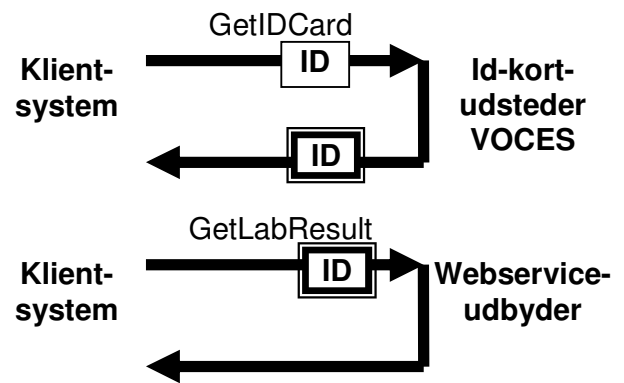 GetIDCard
ID
Klient-
system
Id-kort-
udsteder
VOCES
ID
GetLabResult
ID
Klient-
system
Webservice-
udbyder